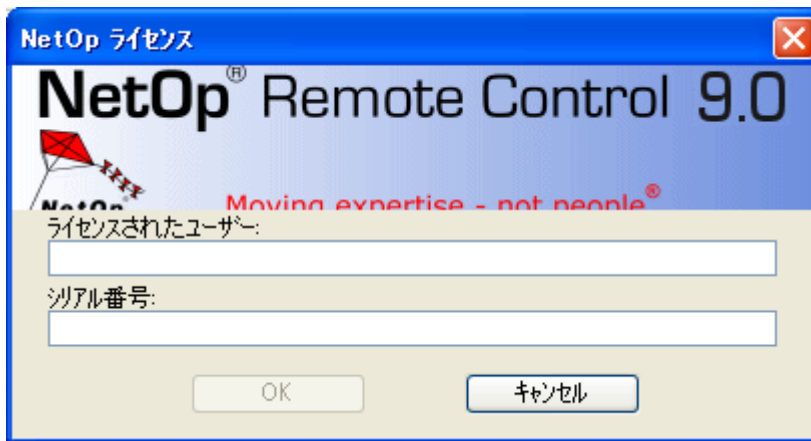 NetOp ライセンス
NetOp® Remote Control 9.0
NetOp®
Moving expertise - not people®
ライセンスされたユーザー:
シリアル番号:
OK
キャンセル